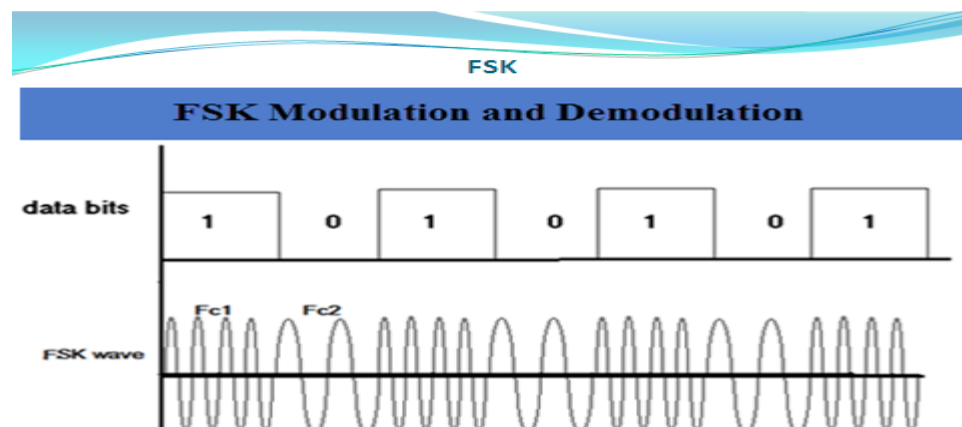 FSK
FSK Modulation and Demodulation
data bits 1 0 1 0 1 0 1
Fc1 Fc2
FSK wave